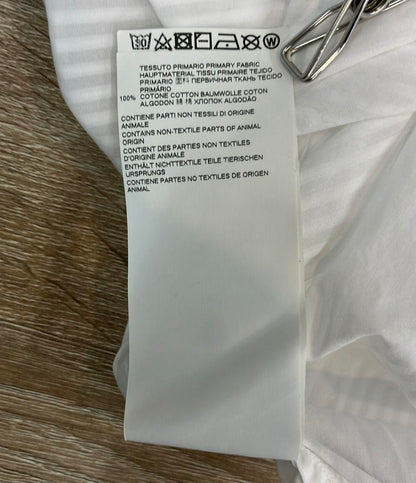 TESSUTO PRIMARIO PRIMARY FABRIC
HAUPTMATERIAL TISSU PRIMAIRE TEJIDO
PRIMARIO 面料 ПЕРВИЧНАЯ ТКАНЬ TECIDO
PRIMÁRIO
100% COTONE COTTON BAUMWOLLE COTON
ALGODON 綿 棉 ХЛОПОК ALGODÃO
CONTIENE PARTI NON TESSILI DI ORIGINE
ANIMALE
CONTAINS NON-TEXTILE PARTS OF ANIMAL
ORIGIN
CONTIENT DES PARTIES NON TEXTILES
D'ORIGINE ANIMALE
ENTHÄLT NICHTTEXTILE TEILE TIERISCHEN
URSPRUNGS
CONTIENE PARTES NO TEXTILES DE ORIGEN
ANIMAL